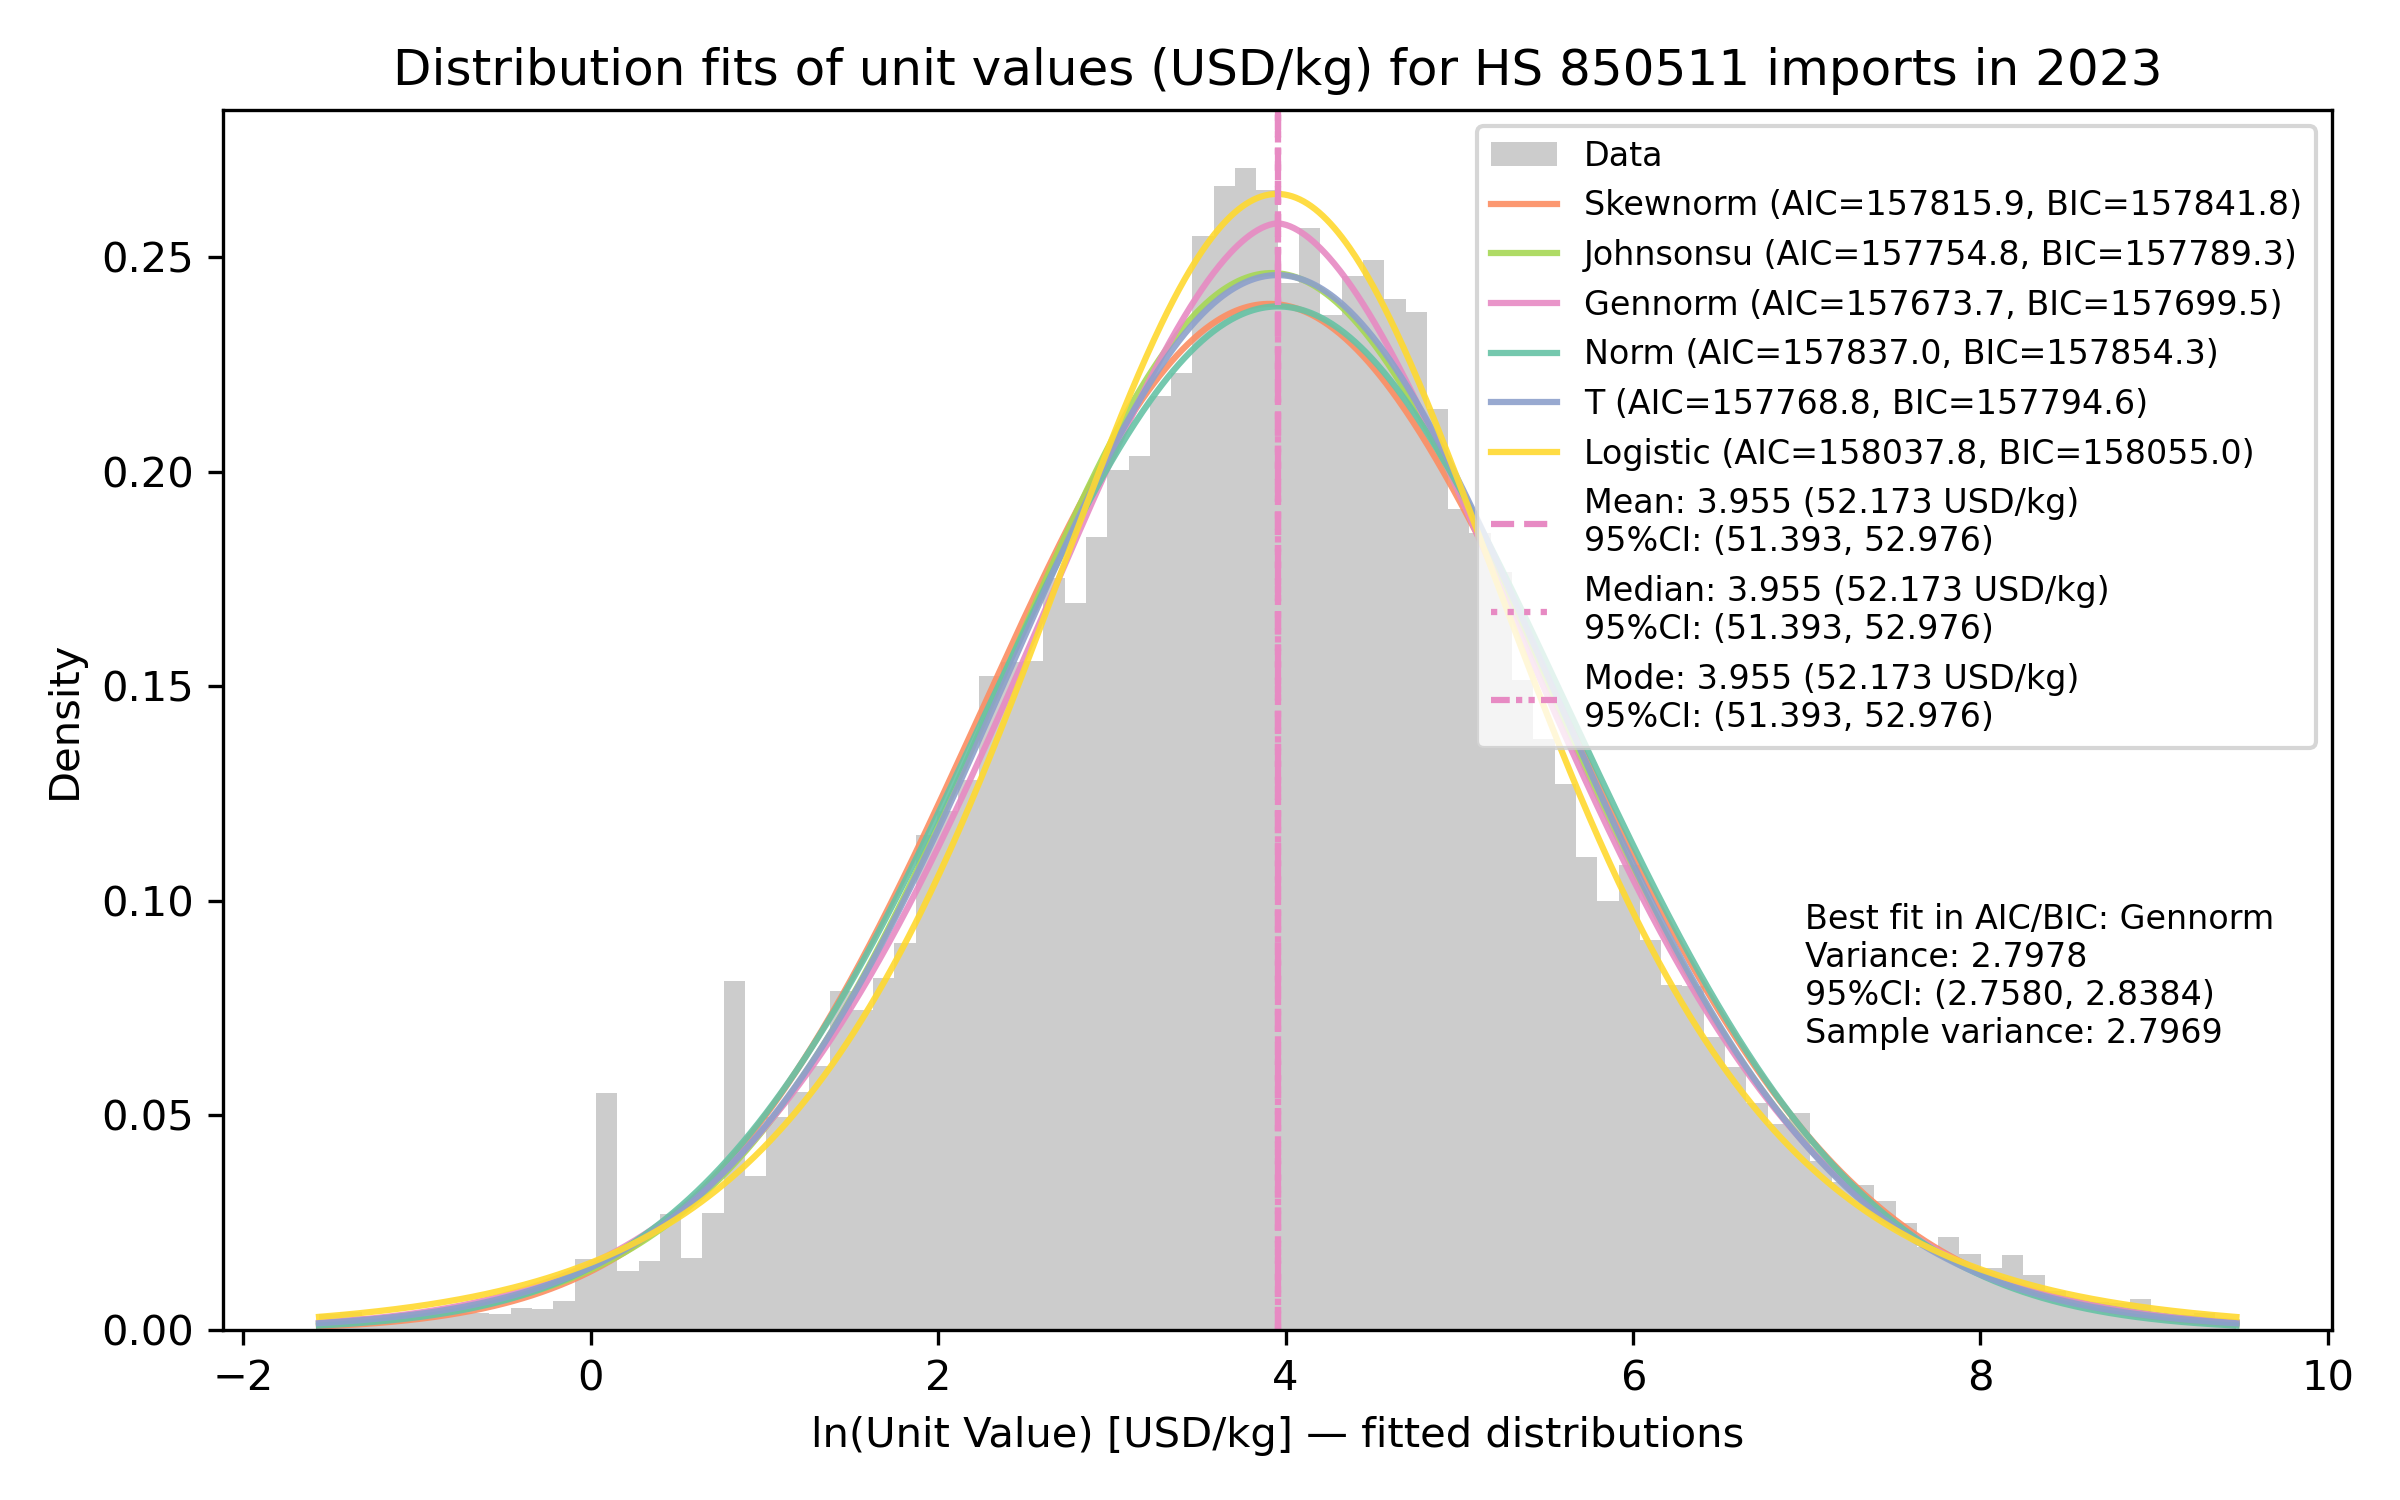 Distribution fits of unit values (USD/kg) for HS 850511 imports in 2023
Density
0.25
0.20
0.15
0.10
0.05
0.00
−2
0
2
4
6
8
10
ln(Unit Value) [USD/kg] — fitted distributions
Data
Skewnorm (AIC=157815.9, BIC=157841.8)
Johnsonsu (AIC=157754.8, BIC=157789.3)
Gennorm (AIC=157673.7, BIC=157699.5)
Norm (AIC=157837.0, BIC=157854.3)
T (AIC=157768.8, BIC=157794.6)
Logistic (AIC=158037.8, BIC=158055.0)
Mean: 3.955 (52.173 USD/kg)
95%CI: (51.393, 52.976)
Median: 3.955 (52.173 USD/kg)
95%CI: (51.393, 52.976)
Mode: 3.955 (52.173 USD/kg)
95%CI: (51.393, 52.976)
Best fit in AIC/BIC: Gennorm
Variance: 2.7978
95%CI: (2.7580, 2.8384)
Sample variance: 2.7969